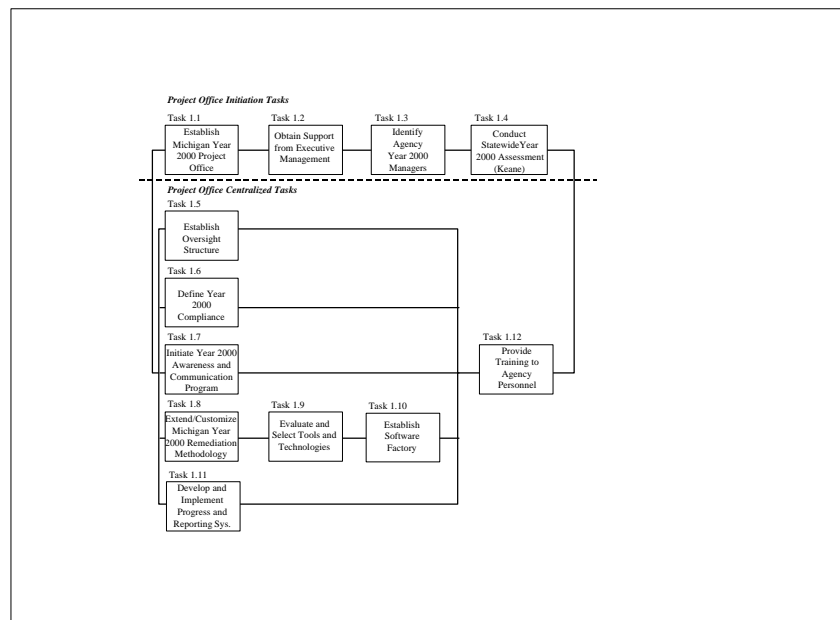 Project Office Initiation Tasks
Task 1.1
Establish
Michigan Year
2000 Project
Office
Task 1.2
Obtain Support
from Executive
Management
Task 1.3
Identify
Agency
Year 2000
Managers
Task 1.4
Conduct
StatewideYear
2000 Assessment
(Keane)
Project Office Centralized Tasks
Task 1.5
Establish
Oversight
Structure
Task 1.6
Define Year
2000
Compliance
Task 1.7
Initiate Year 2000
Awareness and
Communication
Program
Task 1.12
Provide
Training to
Agency
Personnel
Task 1.8
Extend/Customize
Michigan Year
2000 Remediation
Methodology
Task 1.9
Evaluate and
Select Tools and
Technologies
Task 1.10
Establish
Software
Factory
Task 1.11
Develop and
Implement
Progress and
Reporting Sys.